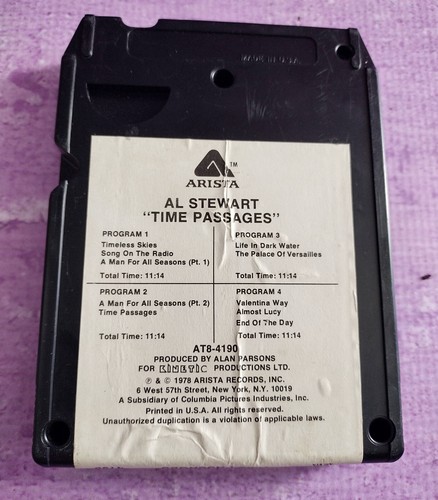 MADE IN U.S.A.
TM
ARISTA
AL STEWART
"TIME PASSAGES"
PROGRAM 1
Timeless Skies
Song On The Radio
A Man For All Seasons (Pt. 1)
Total Time: 11:14
PROGRAM 3
Life In Dark Water
The Palace Of Versailles
Total Time: 11:14
PROGRAM 2
A Man For All Seasons (Pt. 2)
Time Passages
Total Time: 11:14
PROGRAM 4
Valentina Way
Almost Lucy
End Of The Day
Total Time: 11:14
AT8-4190
PRODUCED BY ALAN PARSONS
FOR KINETIC PRODUCTIONS LTD.
℗ & © 1978 ARISTA RECORDS, INC.
6 West 57th Street, New York, N.Y. 10019
A Subsidiary of Columbia Pictures Industries, Inc.
Printed in U.S.A. All rights reserved.
Unauthorized duplication is a violation of applicable laws.